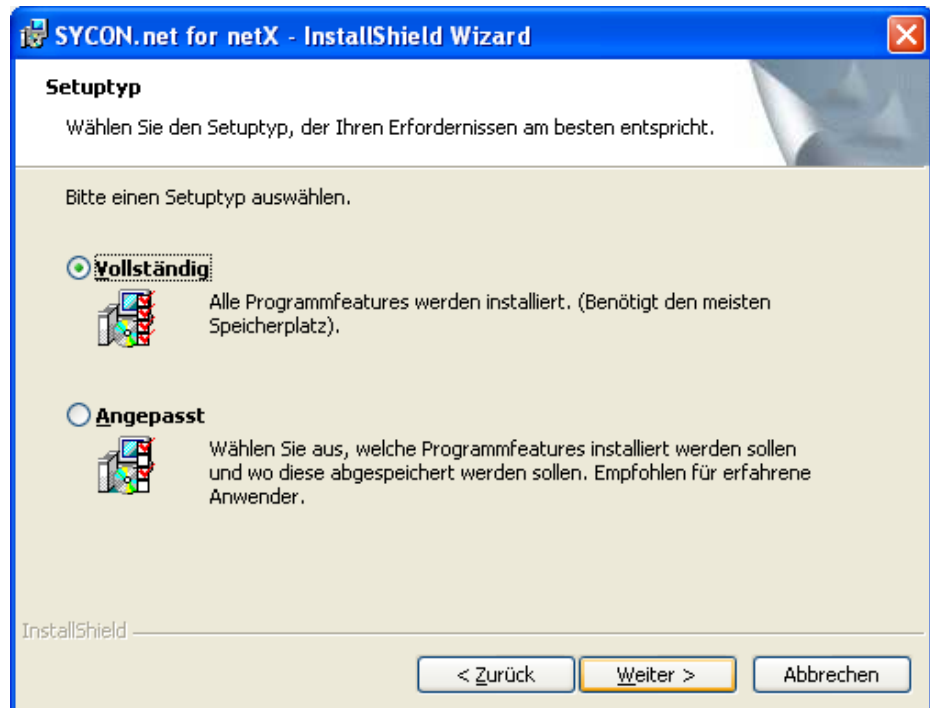 SYCON.net for netX - InstallShield Wizard
Setuptyp
Wählen Sie den Setuptyp, der Ihren Erfordernissen am besten entspricht.
Bitte einen Setuptyp auswählen.
Vollständig
Alle Programmfeatures werden installiert. (Benötigt den meisten
Speicherplatz).
Angepasst
Wählen Sie aus, welche Programmfeatures installiert werden sollen
und wo diese abgespeichert werden sollen. Empfohlen für erfahrene
Anwender.
InstallShield
< Zurück
Weiter >
Abbrechen